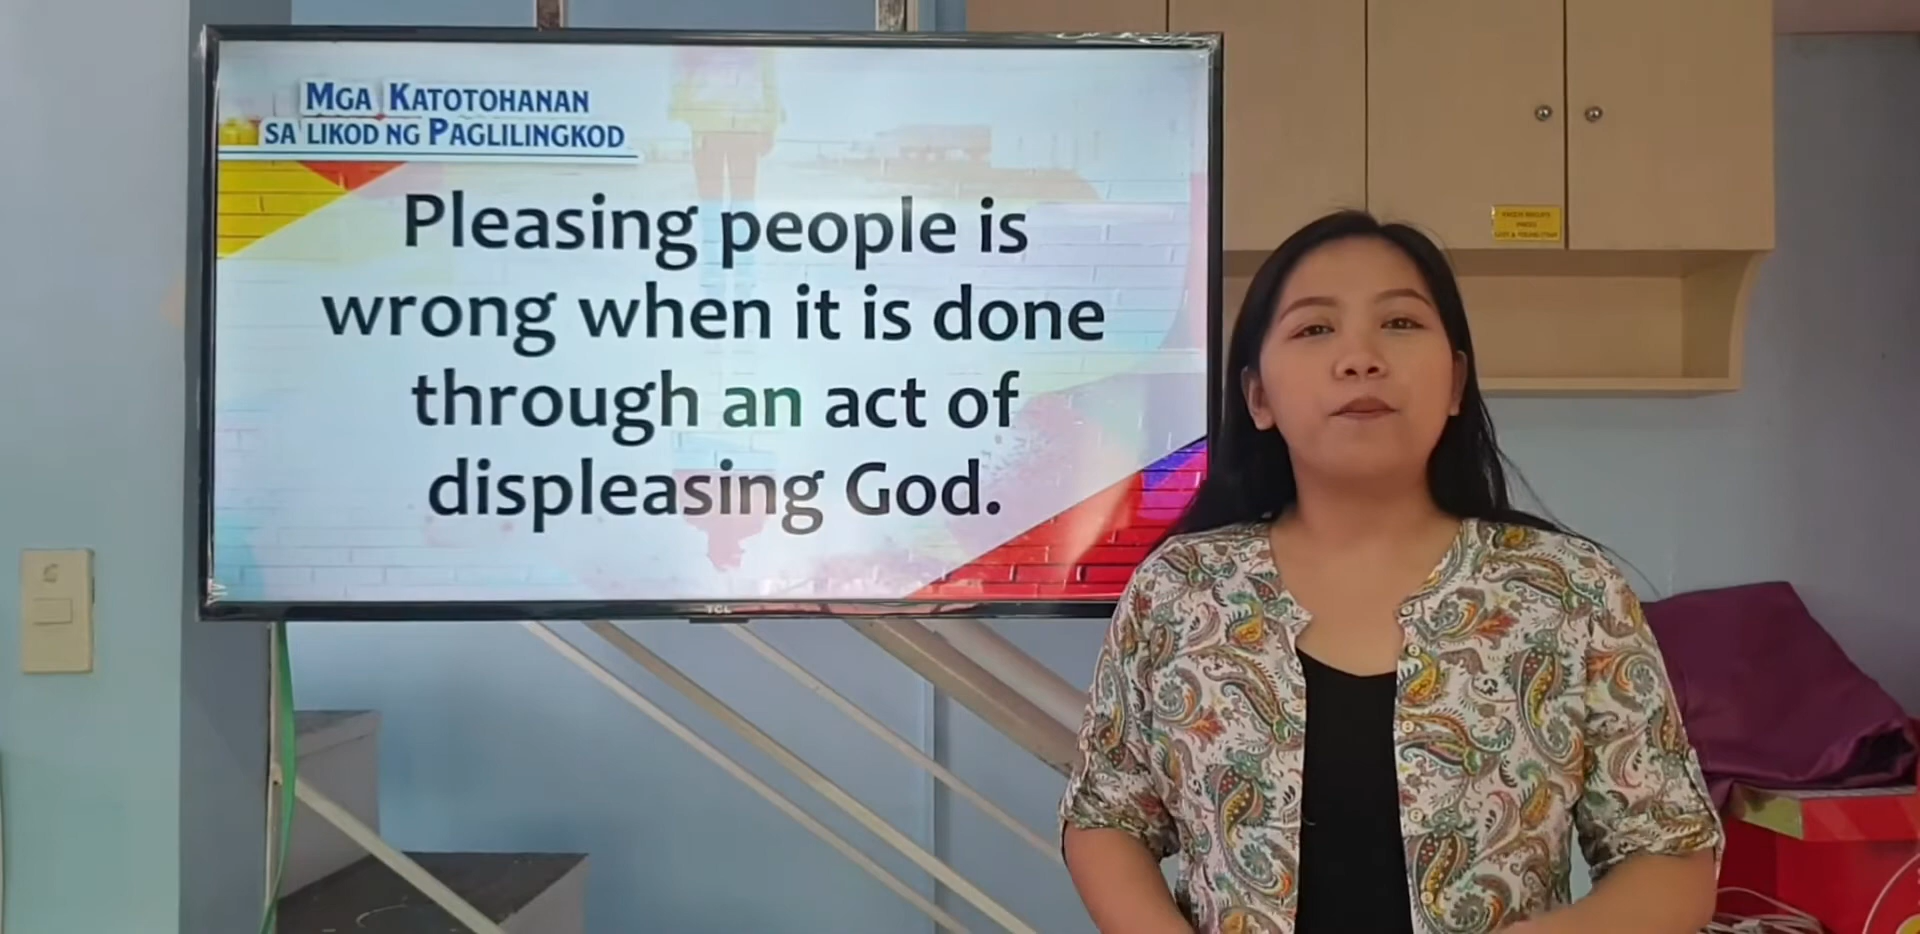 MGA KATOTOHANAN
SA LIKOD NG PAGLILINGKOD
Pleasing people is
wrong when it is done
through an act of
displeasing God.
TCL